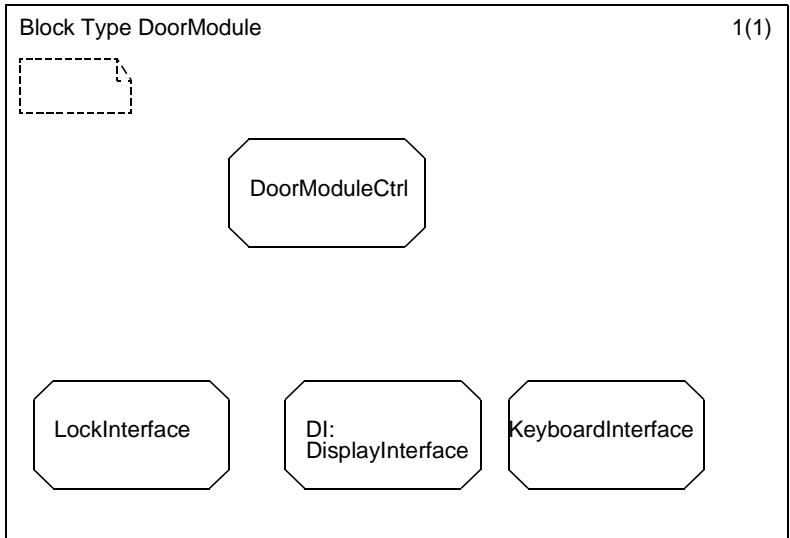 Block Type DoorModule
1(1)
DoorModuleCtrl
LockInterface
DI:
DisplayInterface
KeyboardInterface